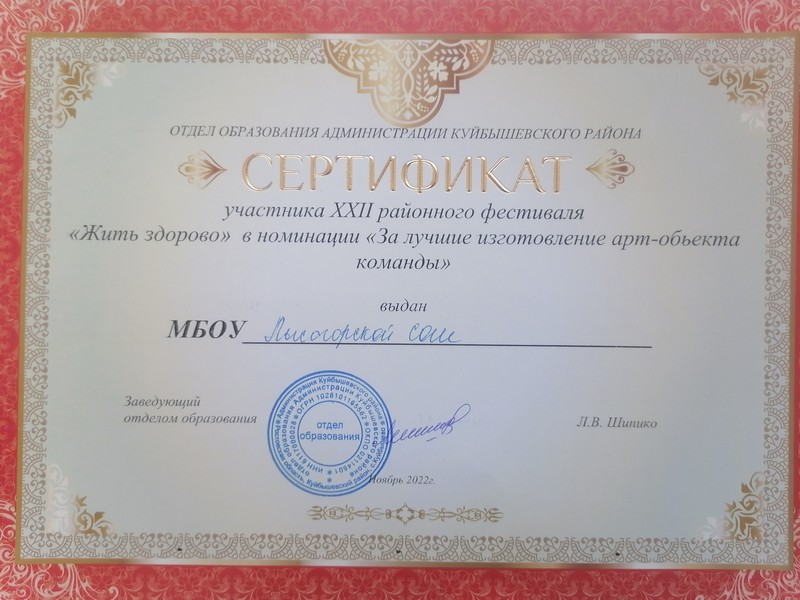 ОТДЕЛ ОБРАЗОВАНИЯ АДМИНИСТРАЦИИ КУЙБЫШЕВСКОГО РАЙОНА
СЕРТИФИКАТ
участника XXII районного фестиваля
«Жить здорово» в номинации «За лучшие изготовление арт-обьекта
команды»
выдан
МБОУ Лысогорской сош
Заведующий
отделом образования
отдел
образования
Л.В. Шипико
Ноябрь 2022г.